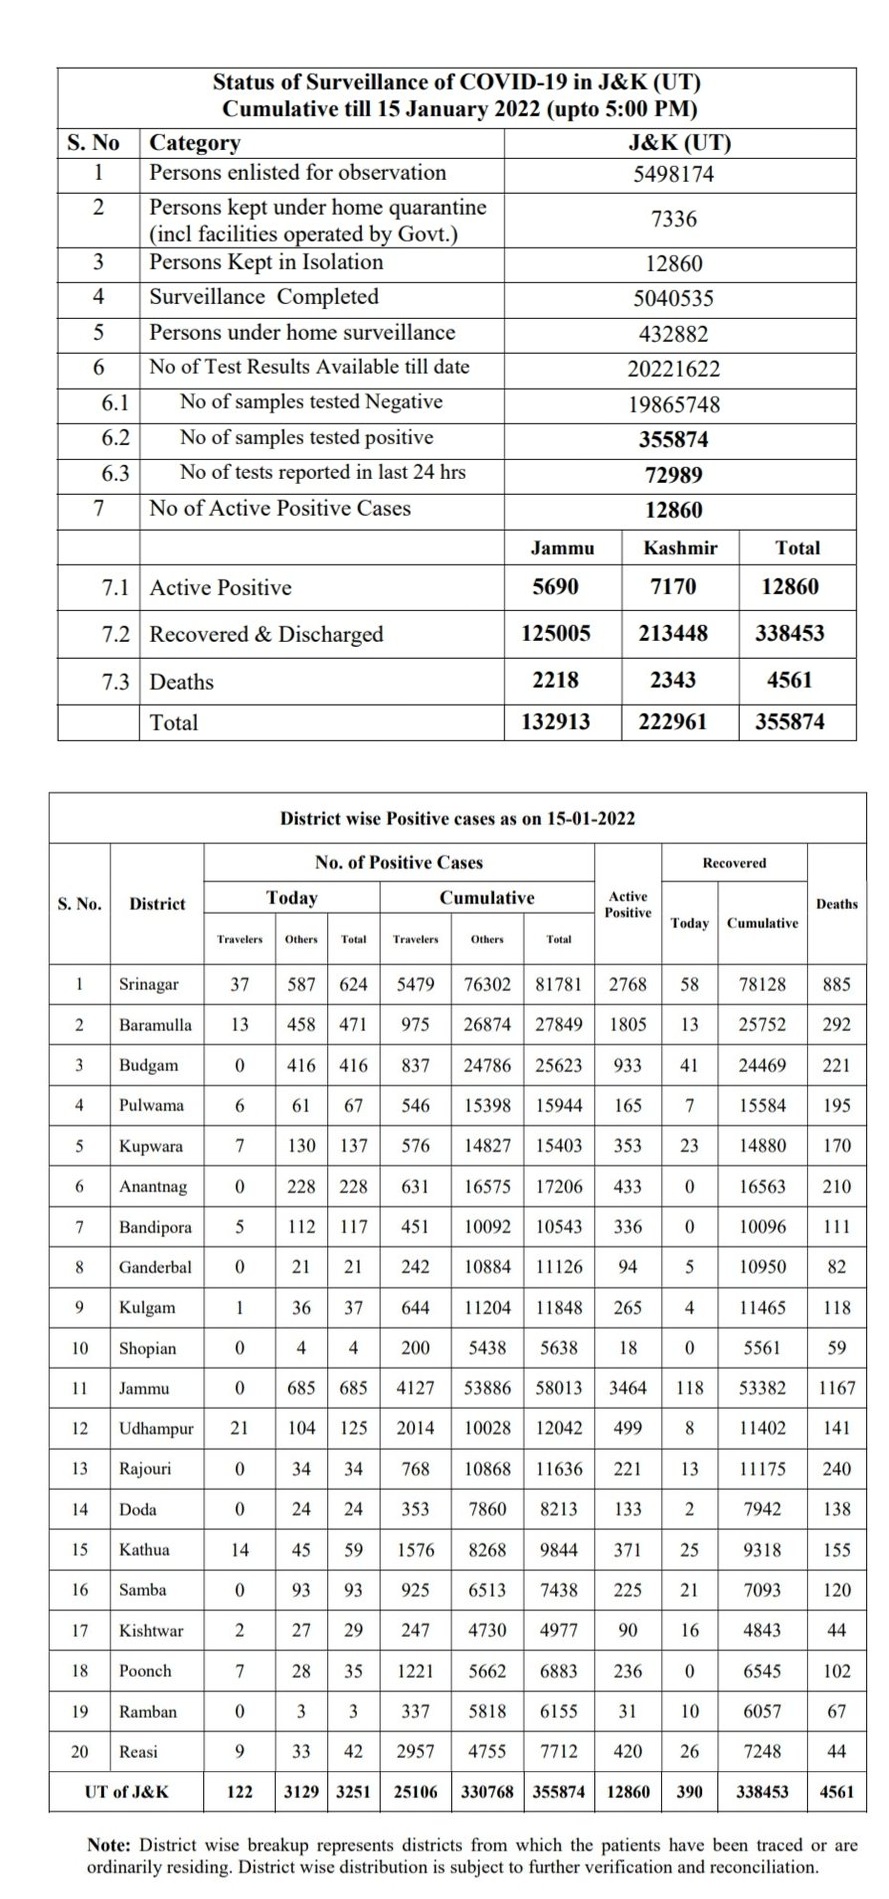 Status of Surveillance of COVID-19 in J&K (UT)
Cumulative till 15 January 2022 (upto 5:00 PM)
S. No Category J&K (UT)
1 Persons enlisted for observation 5498174
2 Persons kept under home quarantine
(incl facilities operated by Govt.) 7336
3 Persons Kept in Isolation 12860
4 Surveillance Completed 5040535
5 Persons under home surveillance 432882
6 No of Test Results Available till date 20221622
6.1 No of samples tested Negative 19865748
6.2 No of samples tested positive 355874
6.3 No of tests reported in last 24 hrs 72989
7 No of Active Positive Cases 12860
Jammu Kashmir Total
7.1 Active Positive 5690 7170 12860
7.2 Recovered & Discharged 125005 213448 338453
7.3 Deaths 2218 2343 4561
Total 132913 222961 355874
District wise Positive cases as on 15-01-2022
No. of Positive Cases Recovered
S. No. District Today Cumulative Active
Positive Today Cumulative Deaths
Travelers Others Total Travelers Others Total
1 Srinagar 37 587 624 5479 76302 81781 2768 58 78128 885
2 Baramulla 13 458 471 975 26874 27849 1805 13 25752 292
3 Budgam 0 416 416 837 24786 25623 933 41 24469 221
4 Pulwama 6 61 67 546 15398 15944 165 7 15584 195
5 Kupwara 7 130 137 576 14827 15403 353 23 14880 170
6 Anantnag 0 228 228 631 16575 17206 433 0 16563 210
7 Bandipora 5 112 117 451 10092 10543 336 0 10096 111
8 Ganderbal 0 21 21 242 10884 11126 94 5 10950 82
9 Kulgam 1 36 37 644 11204 11848 265 4 11465 118
10 Shopian 0 4 4 200 5438 5638 18 0 5561 59
11 Jammu 0 685 685 4127 53886 58013 3464 118 53382 1167
12 Udhampur 21 104 125 2014 10028 12042 499 8 11402 141
13 Rajouri 0 34 34 768 10868 11636 221 13 11175 240
14 Doda 0 24 24 353 7860 8213 133 2 7942 138
15 Kathua 14 45 59 1576 8268 9844 371 25 9318 155
16 Samba 0 93 93 925 6513 7438 225 21 7093 120
17 Kishtwar 2 27 29 247 4730 4977 90 16 4843 44
18 Poonch 7 28 35 1221 5662 6883 236 0 6545 102
19 Ramban 0 3 3 337 5818 6155 31 10 6057 67
20 Reasi 9 33 42 2957 4755 7712 420 26 7248 44
UT of J&K 122 3129 3251 25106 330768 355874 12860 390 338453 4561
Note: District wise breakup represents districts from which the patients have been traced or are
ordinarily residing. District wise distribution is subject to further verification and reconciliation.